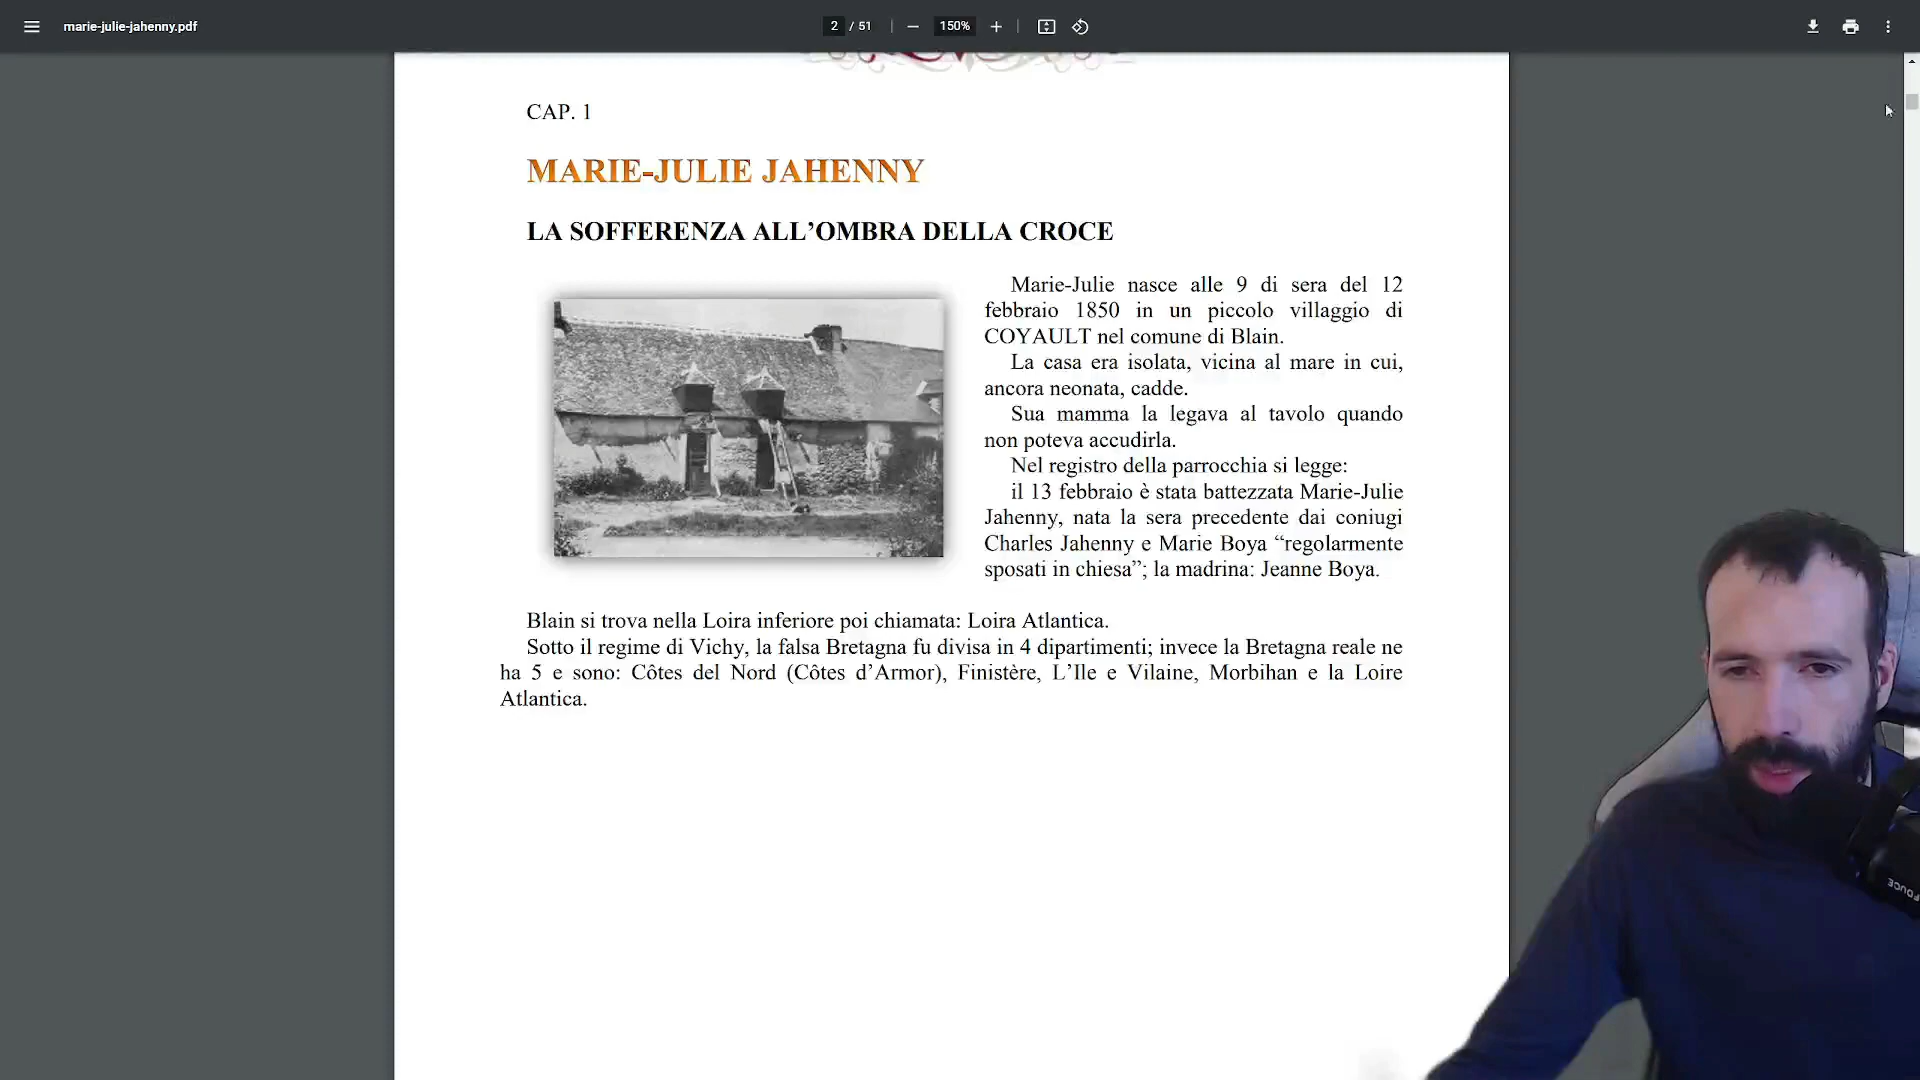 marie-julie-jahenny.pdf
2 / 51
150%
CAP. 1
MARIE-JULIE JAHENNY
LA SOFFERENZA ALL’OMBRA DELLA CROCE
Marie-Julie nasce alle 9 di sera del 12
febbraio 1850 in un piccolo villaggio di
COYAULT nel comune di Blain.
La casa era isolata, vicina al mare in cui,
ancora neonata, cadde.
Sua mamma la legava al tavolo quando
non poteva accudirla.
Nel registro della parrocchia si legge:
il 13 febbraio è stata battezzata Marie-Julie
Jahenny, nata la sera precedente dai coniugi
Charles Jahenny e Marie Boya “regolarmente
sposati in chiesa”; la madrina: Jeanne Boya.
Blain si trova nella Loira inferiore poi chiamata: Loira Atlantica.
Sotto il regime di Vichy, la falsa Bretagna fu divisa in 4 dipartimenti; invece la Bretagna reale ne
ha 5 e sono: Côtes del Nord (Côtes d’Armor), Finistère, L’Ile e Vilaine, Morbihan e la Loire
Atlantica.